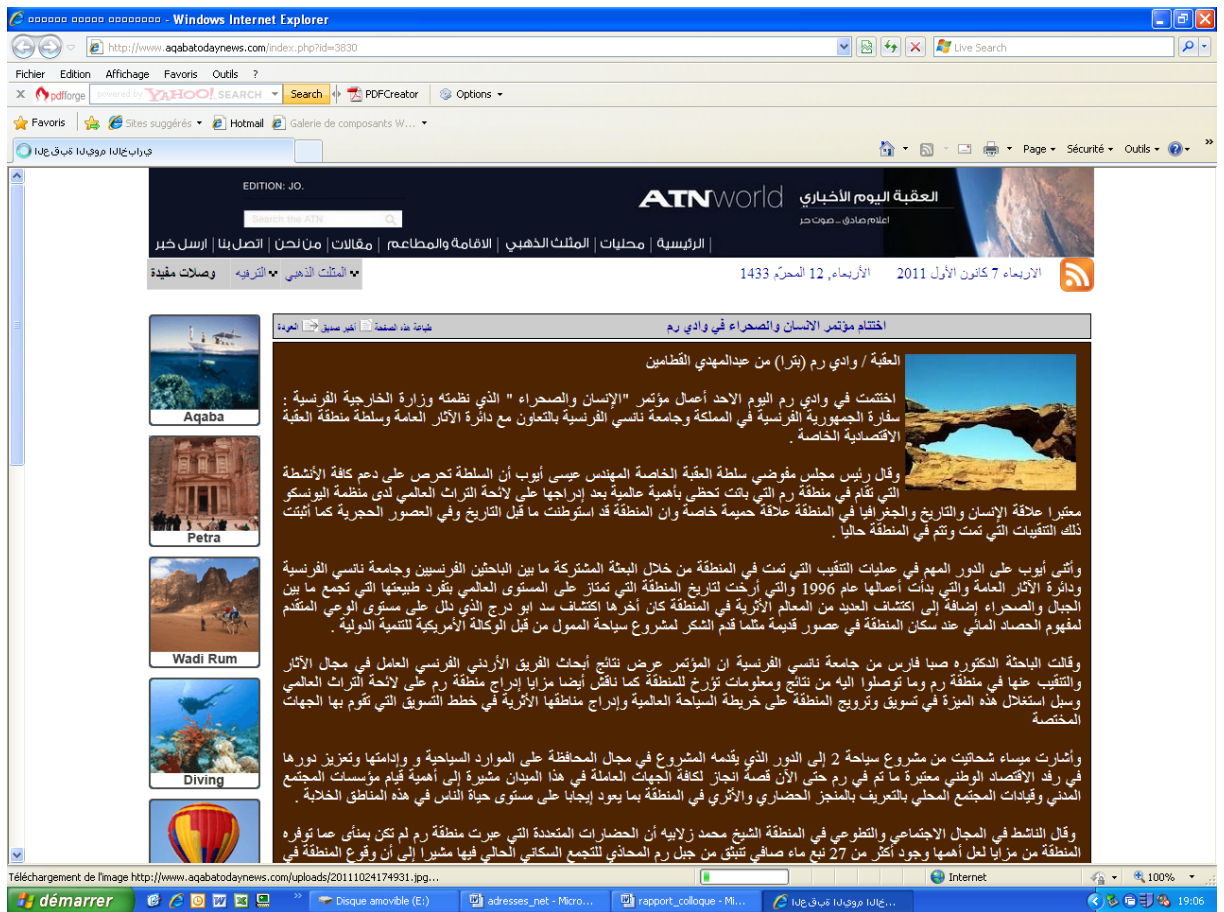 - Windows Internet Explorer
http://www.aqabatodaynews.com/index.php?id=3830
Live Search
Fichier Edition Affichage Favoris Outils ?
pdfforge powered by YAHOO! SEARCH Search PDFCreator Options
Favoris Sites suggérés Hotmail Galerie de composants W...
Page Sécurité Outils
EDITION: JO.
ATNworld العقبة اليوم الأخباري
Search the ATN
اعلام صادق .. صوت حر
| الرئيسية | محليات | المثلث الذهبي | الاقامة والمطاعم | مقالات | من نحن | اتصل بنا | ارسل خبر
الاربعاء 7 كانون الأول 2011 الأربعاء, 12 المحرّم 1433 المثلث الذهبي الترفيه وصلات مفيدة
اختتام مؤتمر الانسان والصحراء في وادي رم طباعة هذه الصفحة أخبر صديق العودة
العقبة / وادي رم (بترا) من عبدالمهدي القطامين
اختتمت في وادي رم اليوم الاحد أعمال مؤتمر "الإنسان والصحراء " الذي نظمته وزارة الخارجية الفرنسية :
سفارة الجمهورية الفرنسية في المملكة وجامعة نانسي الفرنسية بالتعاون مع دائرة الآثار العامة وسلطة منطقة العقبة
الاقتصادية الخاصة .
وقال رئيس مجلس مفوضي سلطة العقبة الخاصة المهندس عيسى أيوب أن السلطة تحرص على دعم كافة الأنشطة
التي تقام في منطقة رم التي باتت تحظى بأهمية عالمية بعد إدراجها على لائحة التراث العالمي لدى منظمة اليونسكو
معتبرا علاقة الإنسان والتاريخ والجغرافيا في المنطقة علاقة حميمة خاصة وان المنطقة قد استوطنت ما قبل التاريخ وفي العصور الحجرية كما أثبتت
ذلك التنقيبات التي تمت وتتم في المنطقة حاليا .
وأثنى أيوب على الدور المهم في عمليات التنقيب التي تمت في المنطقة من خلال البعثة المشتركة ما بين الباحثين الفرنسيين وجامعة نانسي الفرنسية
ودائرة الآثار العامة والتي بدأت أعمالها عام 1996 والتي أرخت لتاريخ المنطقة التي تمتاز على المستوى العالمي بتفرد طبيعتها التي تجمع ما بين
الجبال والصحراء إضافة إلى اكتشاف العديد من المعالم الأثرية في المنطقة كان أخرها اكتشاف سد ابو درج الذي دلل على مستوى الوعي المتقدم
لمفهوم الحصاد المائي عند سكان المنطقة في عصور قديمة مثلما قدم الشكر لمشروع سياحة الممول من قبل الوكالة الأمريكية للتنمية الدولية .
وقالت الباحثة الدكتوره صبا فارس من جامعة نانسي الفرنسية ان المؤتمر عرض نتائج أبحاث الفريق الأردني الفرنسي العامل في مجال الآثار
والتنقيب عنها في منطقة رم وما توصلوا اليه من نتائج ومعلومات تؤرخ للمنطقة كما ناقش أيضا مزايا إدراج منطقة رم على لائحة التراث العالمي
وسبل استغلال هذه الميزة في تسويق وترويج المنطقة على خريطة السياحة العالمية وإدراج مناطقها الأثرية في خطط التسويق التي تقوم بها الجهات
المختصة
وأشارت ميساء شحاتيت من مشروع سياحة 2 إلى الدور الذي يقدمه المشروع في مجال المحافظة على الموارد السياحية و وإدامتها وتعزيز دورها
في رفد الاقتصاد الوطني معتبرة ما تم في رم حتى الآن قصة انجاز لكافة الجهات العاملة في هذا الميدان مشيرة إلى أهمية قيام مؤسسات المجتمع
المدني وقيادات المجتمع المحلي بالتعريف بالمنجز الحضاري والأثري في المنطقة بما يعود إيجابا على مستوى حياة الناس في هذه المناطق الخلابة .
وقال الناشط في المجال الاجتماعي والتطوعي في المنطقة الشيخ محمد زلابيه أن الحضارات المتعددة التي عبرت منطقة رم لم تكن بمنأى عما توفره
المنطقة من مزايا لعل أهمها وجود أكثر من 27 نبع ماء صافي تنبثق من جبل رم المحاذي للتجمع السكاني الحالي فيها مشيرا إلى أن وقوع المنطقة في
Aqaba
Petra
Wadi Rum
Diving
Téléchargement de l'image http://www.aqabatodaynews.com/uploads/20111024174931.jpg... Internet 100%
démarrer Disque amovible (E:) adresses_net - Micro... rapport_colloque - Mi... 19:06